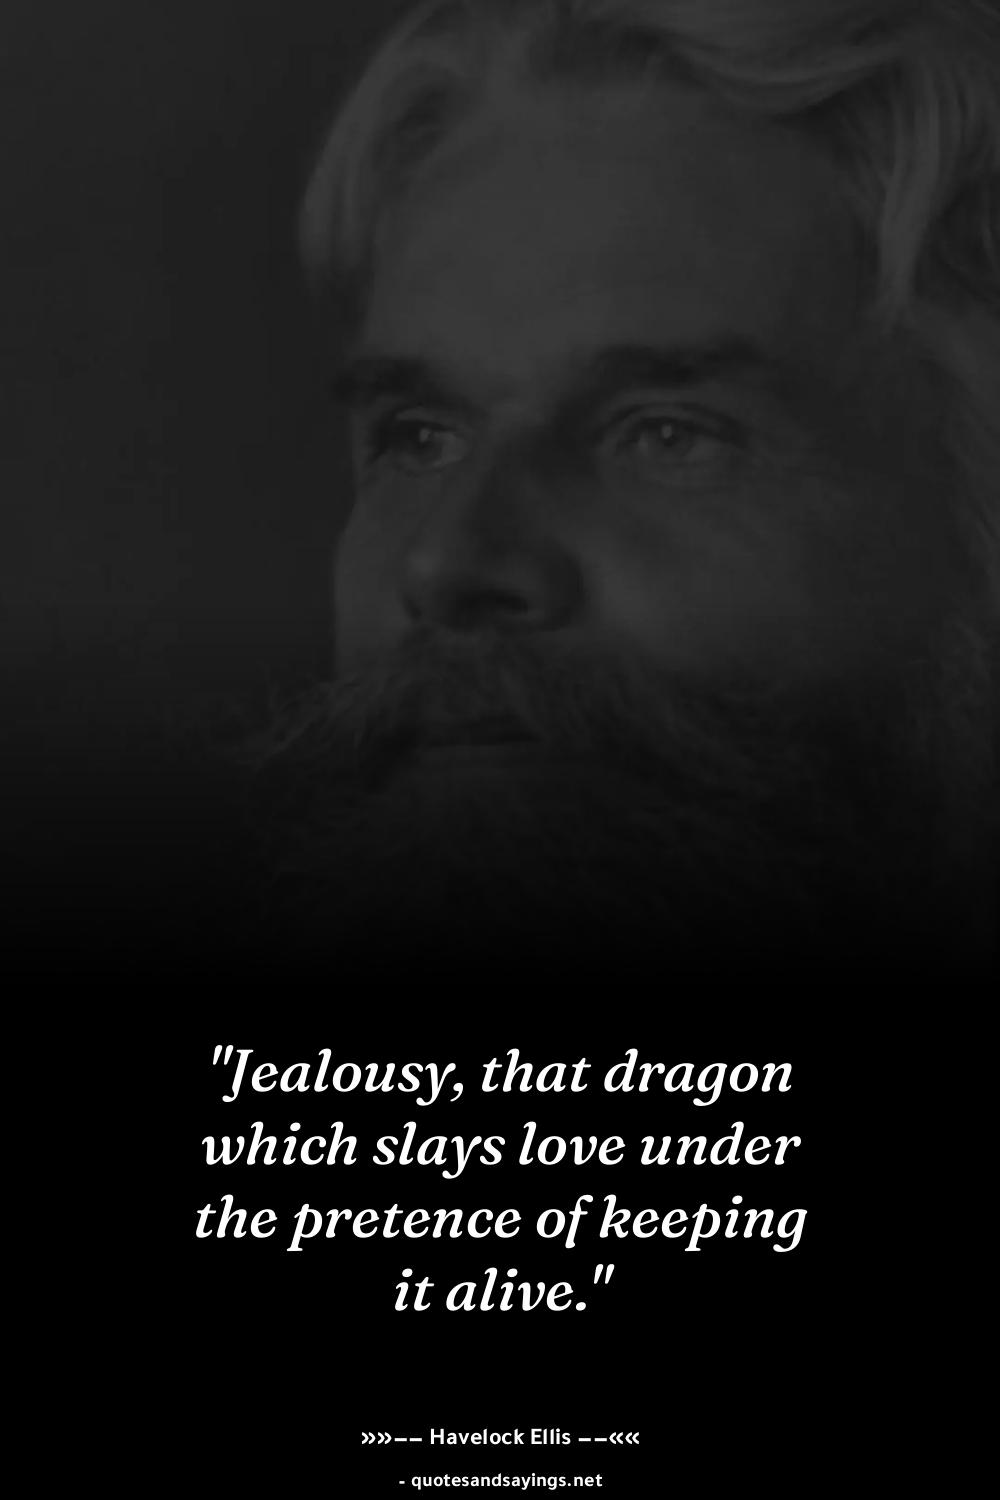 "Jealousy, that dragon
which slays love under
the pretence of keeping
it alive."
»»−− Havelock Ellis −−««
- quotesandsayings.net